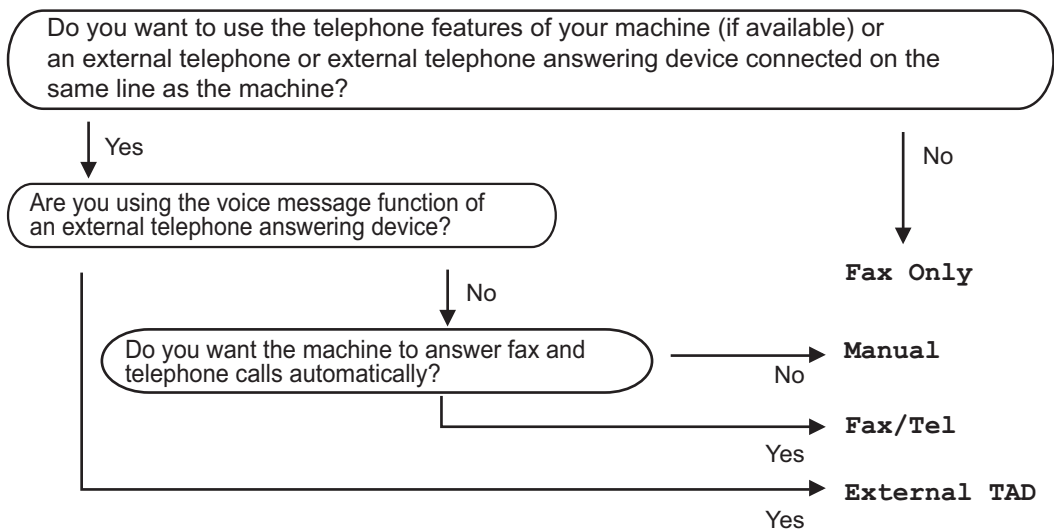 Do you want to use the telephone features of your machine (if available) or
an external telephone or external telephone answering device connected on the
same line as the machine?
Yes
No
Are you using the voice message function of
an external telephone answering device?
Fax Only
No
Do you want the machine to answer fax and
telephone calls automatically?
Manual
No
Fax/Tel
Yes
External TAD
Yes